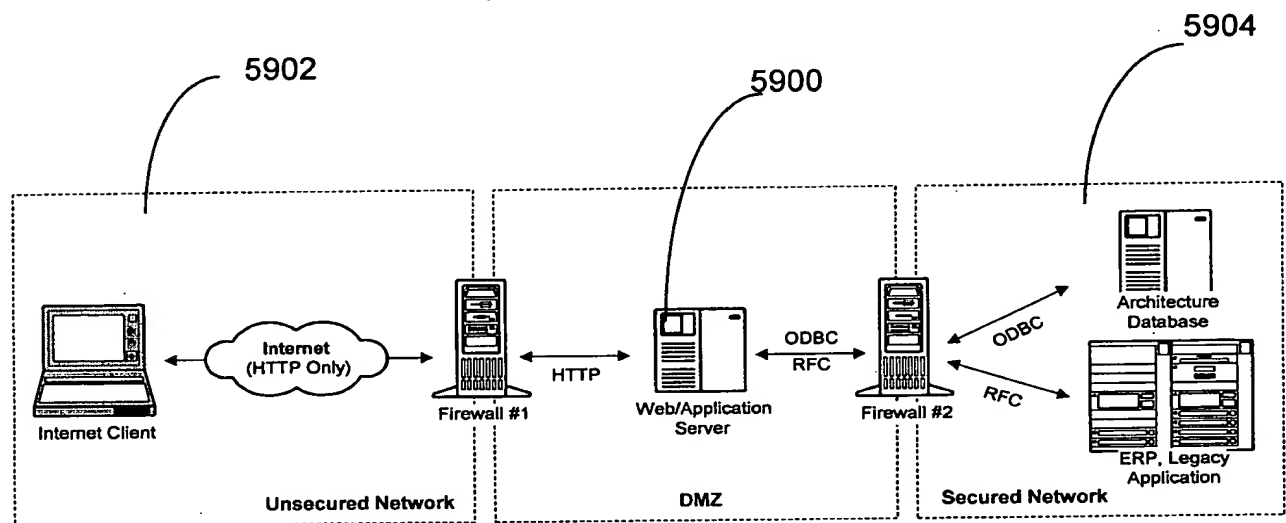 5904
5902
5900
Internet
(HTTP Only)
HTTP
ODBC
RFC
ODBC
RFC
Architecture
Database
Internet Client
Firewall #1
Web/Application
Server
Firewall #2
ERP, Legacy
Application
Unsecured Network
DMZ
Secured Network